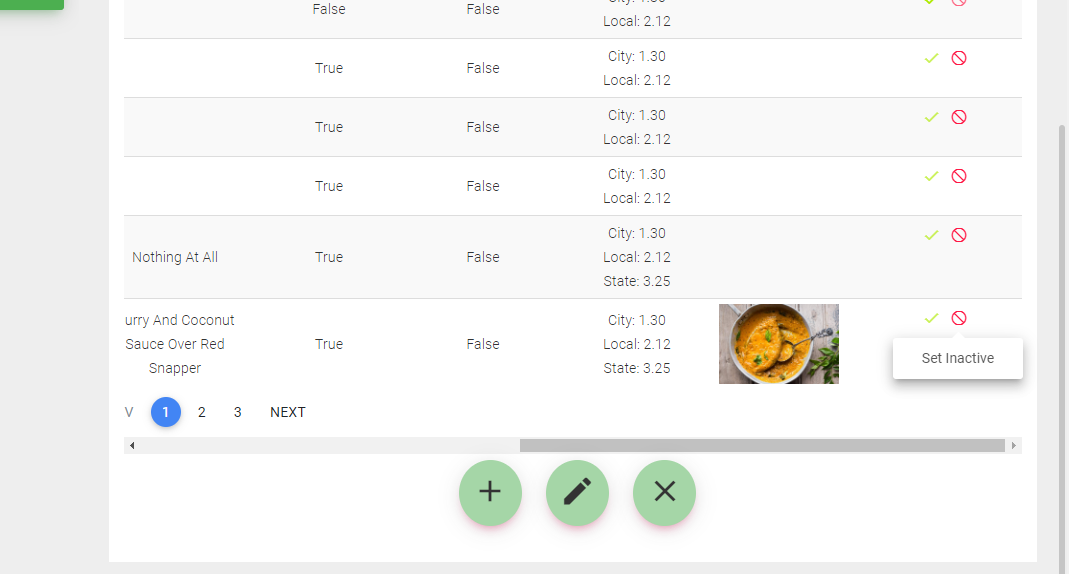 False False
Local: 2.12
True False
City: 1.30
Local: 2.12
True False
City: 1.30
Local: 2.12
True False
City: 1.30
Local: 2.12
Nothing At All True False
City: 1.30
Local: 2.12
State: 3.25
urry And Coconut
Sauce Over Red
Snapper
True False
City: 1.30
Local: 2.12
State: 3.25
Set Inactive
V 1 2 3 NEXT